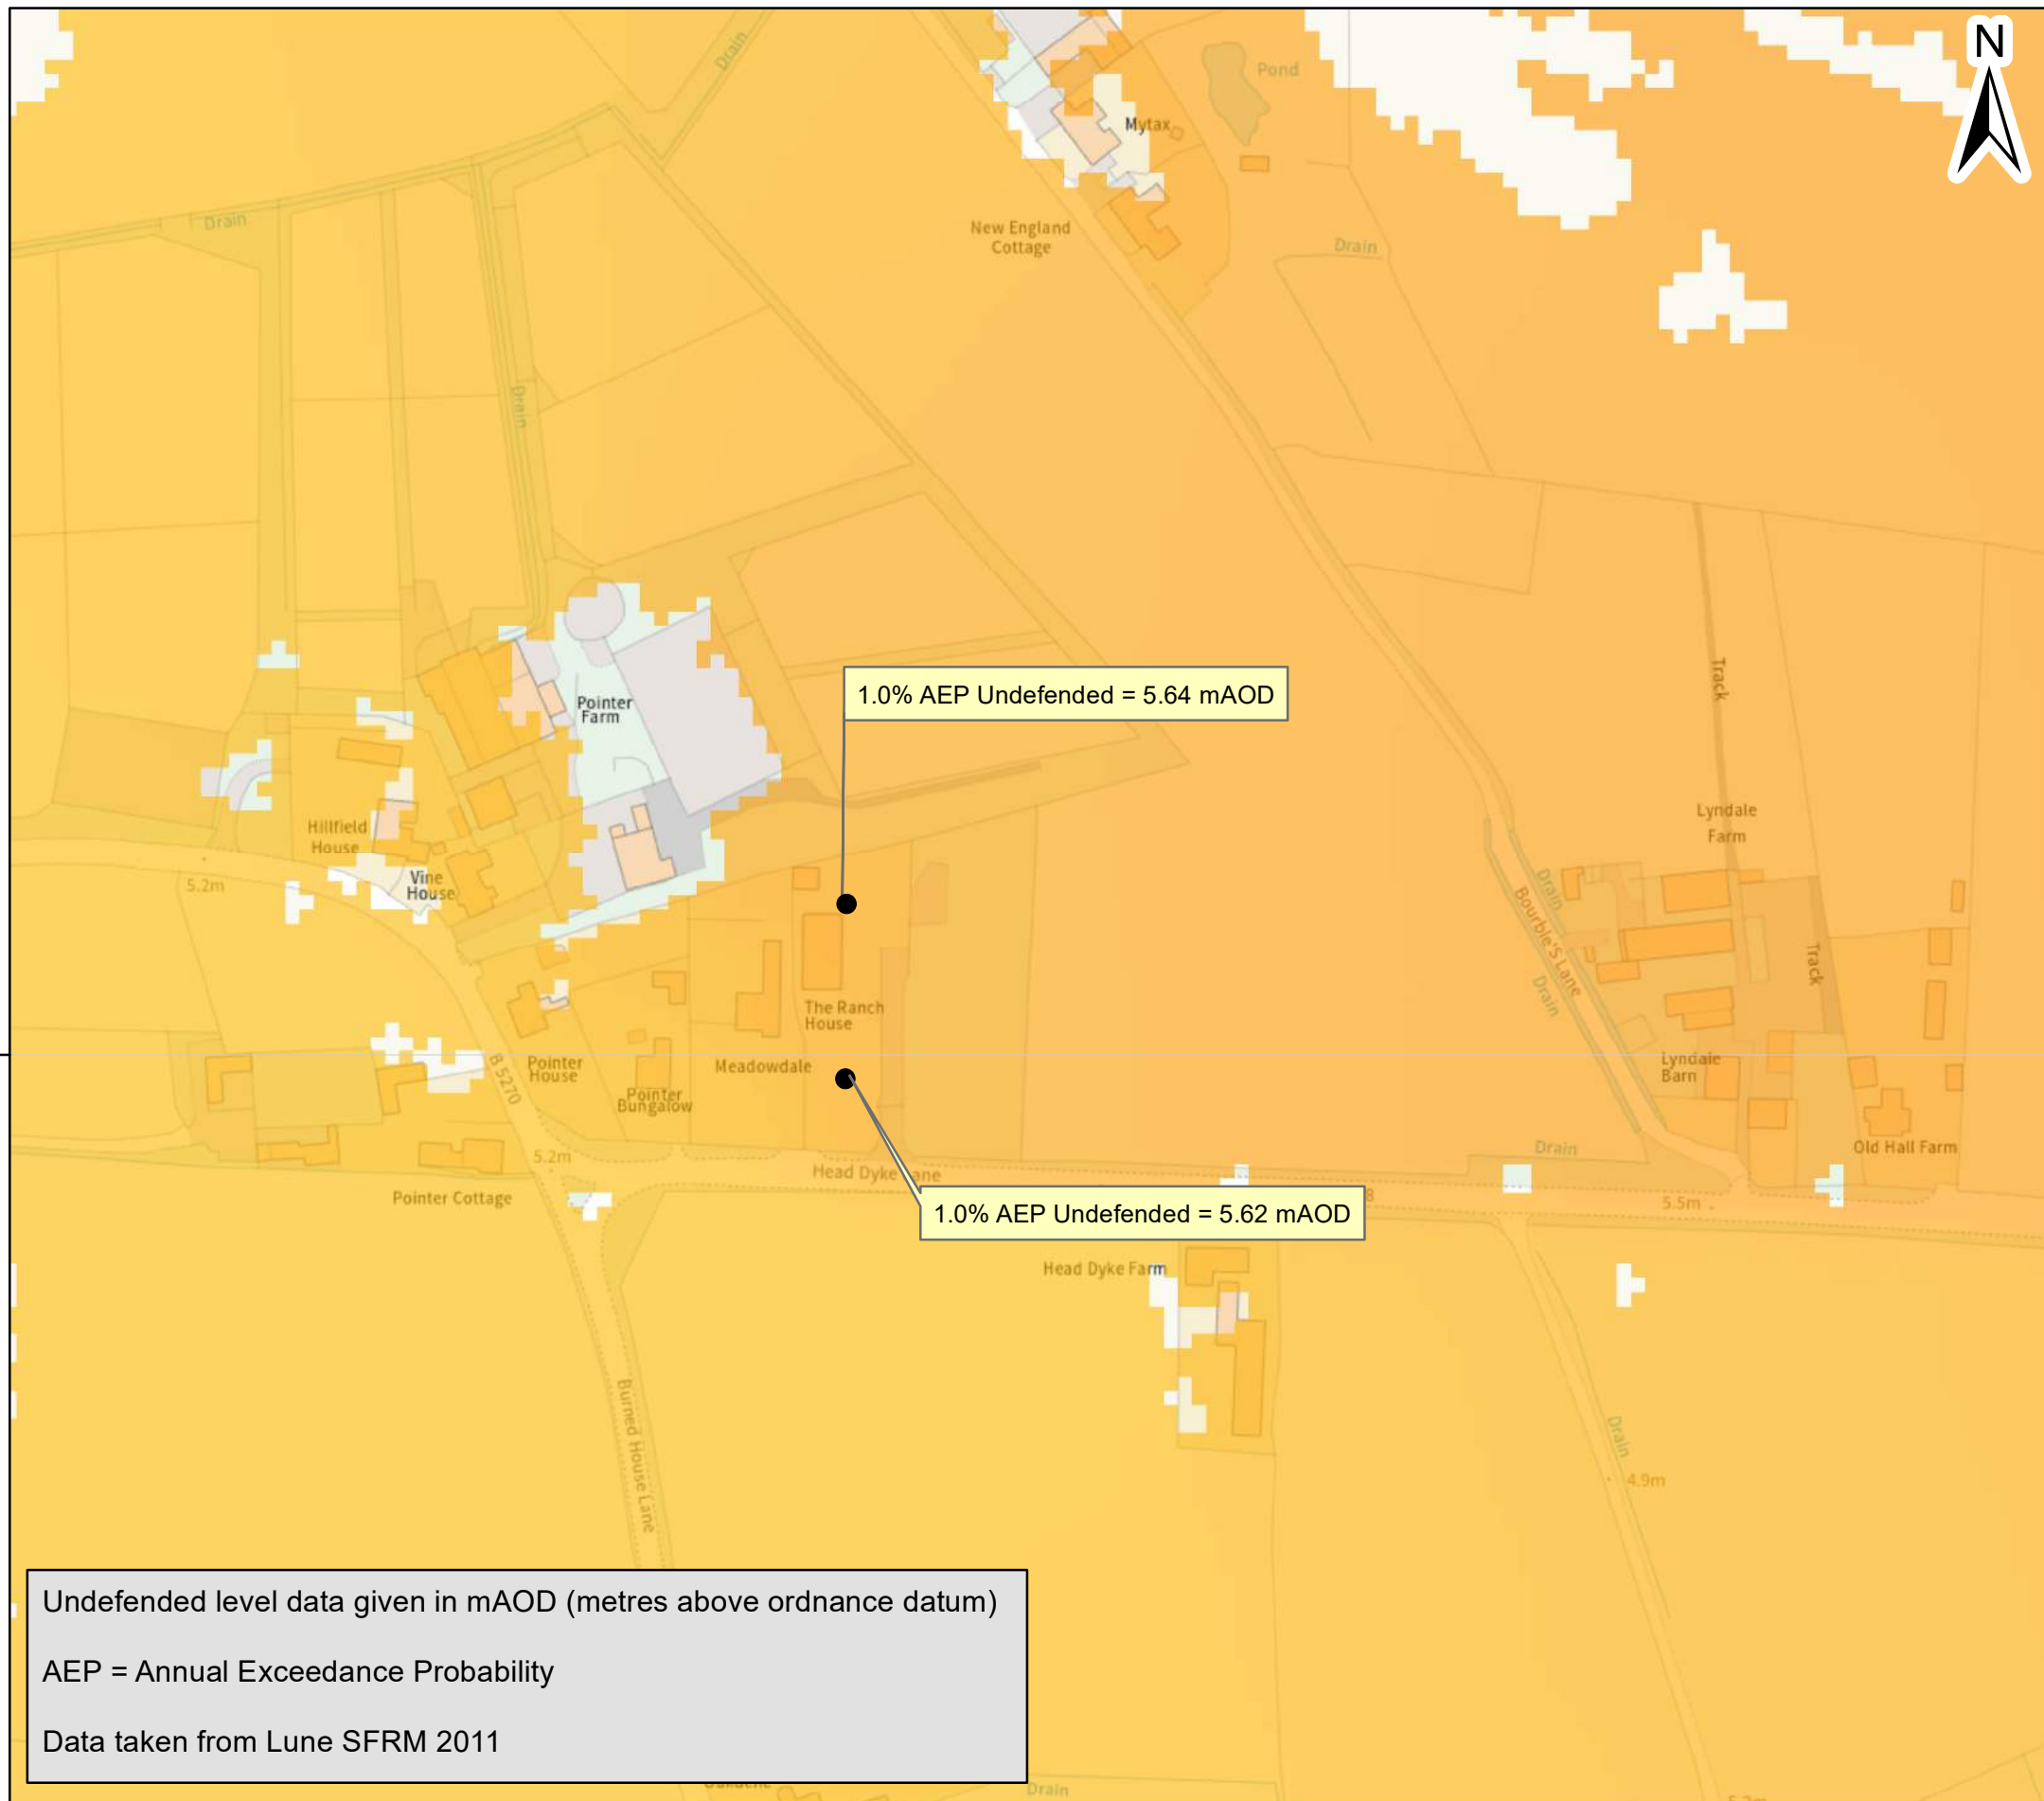 N
Drain
Pond
Mytax
Drain
New England
Cottage
Drain
Drain
Track
1.0% AEP Undefended = 5.64 mAOD
Pointer
Farm
Lyndale
Farm
Hillfield
House
Vine
House
5.2m
Drain
Bourble'S Lane
Track
Drain
The Ranch
House
Pointer
House
Meadowdale
B 5270
Pointer
Bungalow
Lyndale
Barn
Drain
Old Hall Farm
5.2m
Head Dyke Lane
Pointer Cottage
8
5.5m
1.0% AEP Undefended = 5.62 mAOD
Head Dyke Farm
Burned House Lane
Drain
4.9m
Undefended level data given in mAOD (metres above ordnance datum)
AEP = Annual Exceedance Probability
Data taken from Lune SFRM 2011
Drain